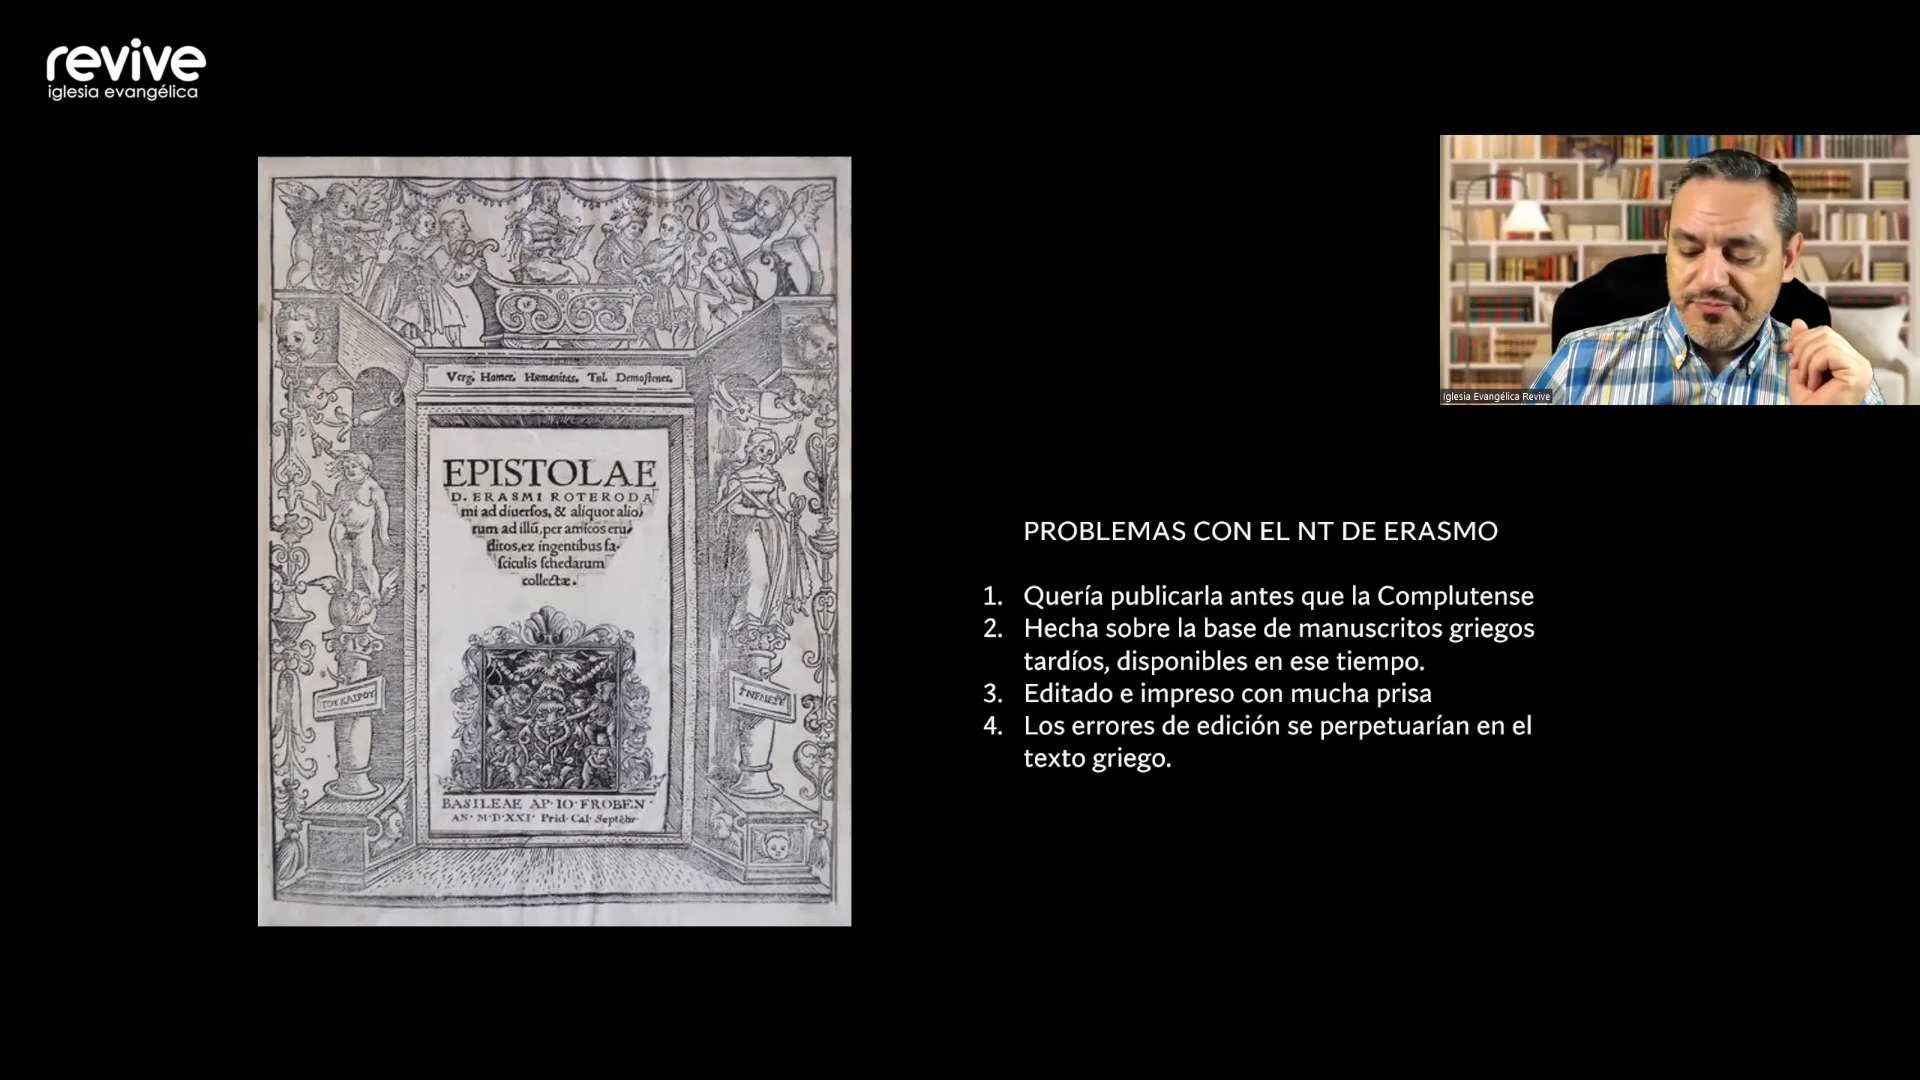 revive
iglesia evangélica
Verg. Homer. Humanitas. Tul. Demostenes.
EPISTOLAE
D. ERASMI ROTERODA
mi ad diuersos, & aliquot alio/
rum ad illū, per amicos eru/
ditos, ex ingentibus fa-
sciculis schedarum
collectæ.
ΤΟΥ ΚΑΙΡΟΥ
BASILEAE AP· IO· FROBEN·
AN· M·D·XXI· Prid· Cal· Septēbr·
Iglesia Evangélica Revive
PROBLEMAS CON EL NT DE ERASMO
1. Quería publicarla antes que la Complutense
2. Hecha sobre la base de manuscritos griegos
tardíos, disponibles en ese tiempo.
3. Editado e impreso con mucha prisa
4. Los errores de edición se perpetuarían en el
texto griego.